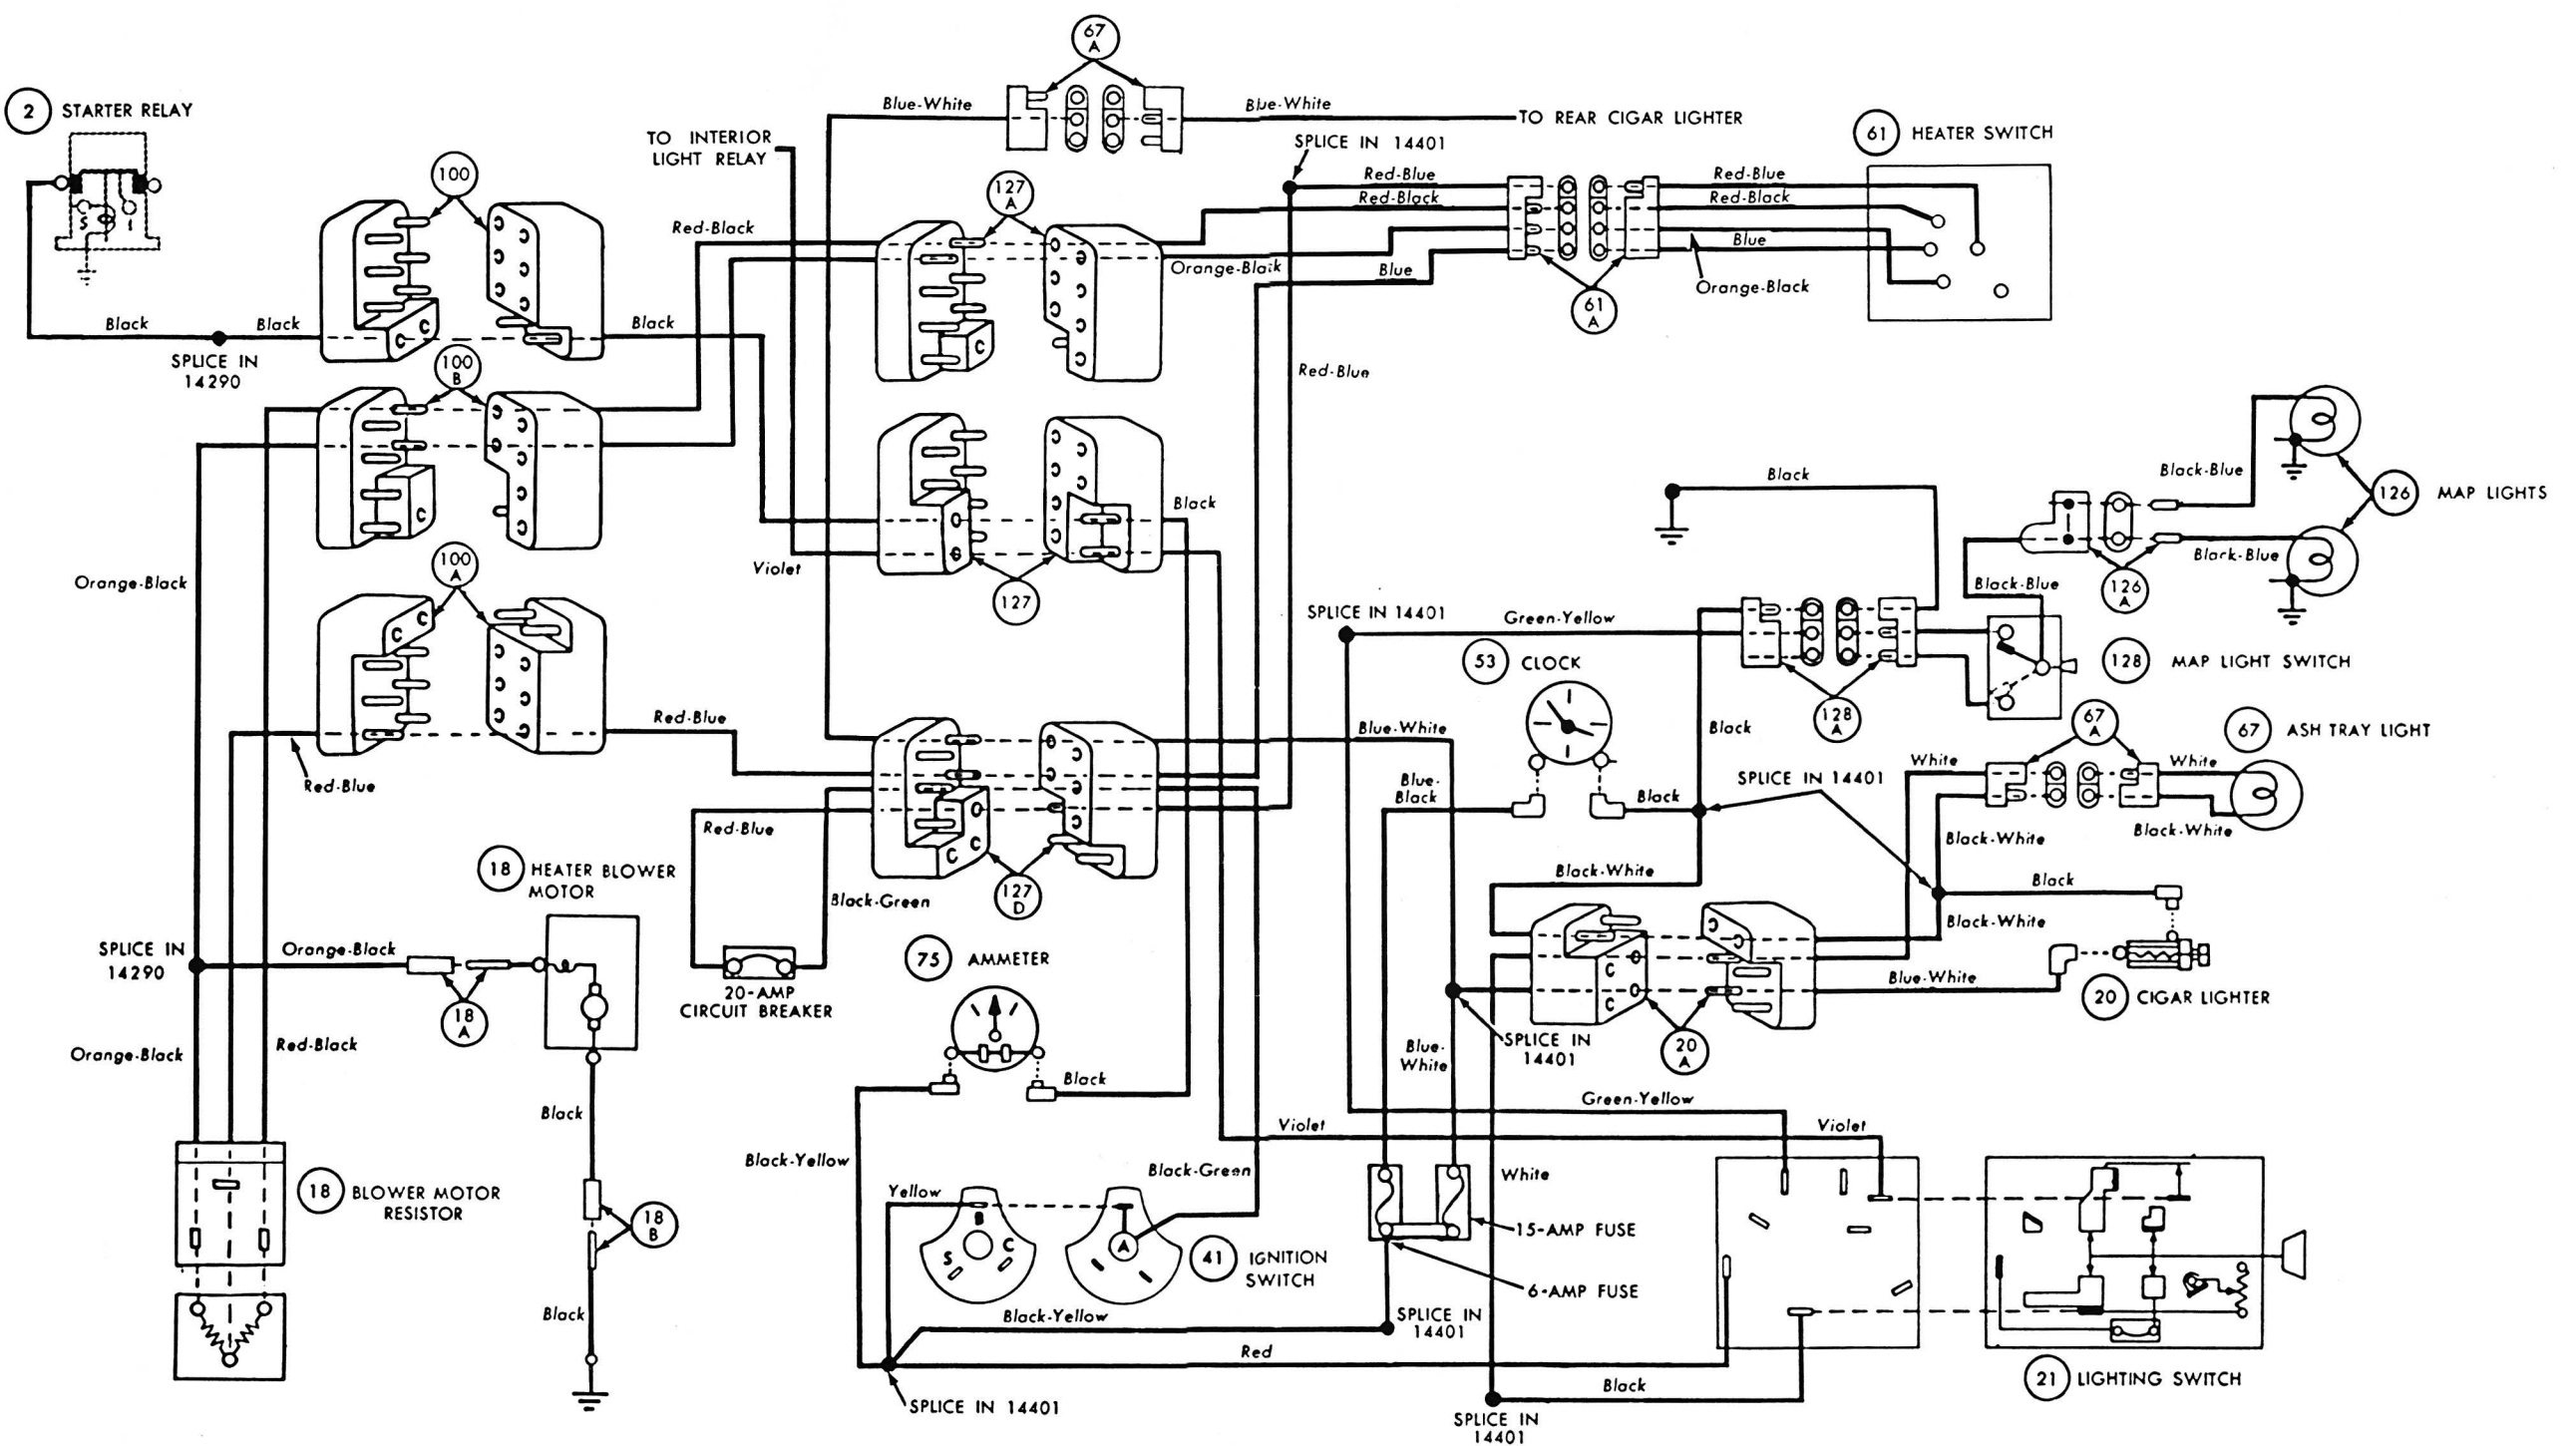 67
A
2 STARTER RELAY
S I
Blue-White
Blue-White
TO REAR CIGAR LIGHTER
TO INTERIOR
LIGHT RELAY
SPLICE IN 14401
61 HEATER SWITCH
100
127
A
Red-Blue
Red-Black
Red-Blue
Red-Black
Red-Black
Blue
Orange-Black
Blue
Orange-Black
61
A
C
C
Black
Black
Black
SPLICE IN
14290
100
B
C
Red-Blue
C
Black
Violet
127
Black
Black-Blue
126 MAP LIGHTS
Black-Blue
126
A
Black-Blue
Orange-Black
100
A
C C
SPLICE IN 14401
Green-Yellow
53 CLOCK
128 MAP LIGHT SWITCH
128
A
Red-Blue
Red-Blue
Blue-White
Black
67
A
67 ASH TRAY LIGHT
White
White
SPLICE IN 14401
Blue-
Black
Black
Black-White
Black-White
Red-Blue
C C
127
D
Black-Green
18 HEATER BLOWER
MOTOR
Black-White
Black
Black-White
SPLICE IN
14290
Orange-Black
18
A
20-AMP
CIRCUIT BREAKER
75 AMMETER
C
C
Blue-White
20 CIGAR LIGHTER
SPLICE IN
14401
20
A
Orange-Black
Red-Black
Blue-
White
Black
Black
Green-Yellow
Violet
Violet
Black-Yellow
Black-Green
White
18 BLOWER MOTOR
RESISTOR
Yellow
B
S C
A
41 IGNITION
SWITCH
18
B
15-AMP FUSE
6-AMP FUSE
Black
Black-Yellow
SPLICE IN
14401
Red
SPLICE IN 14401
Black
SPLICE IN
14401
21 LIGHTING SWITCH